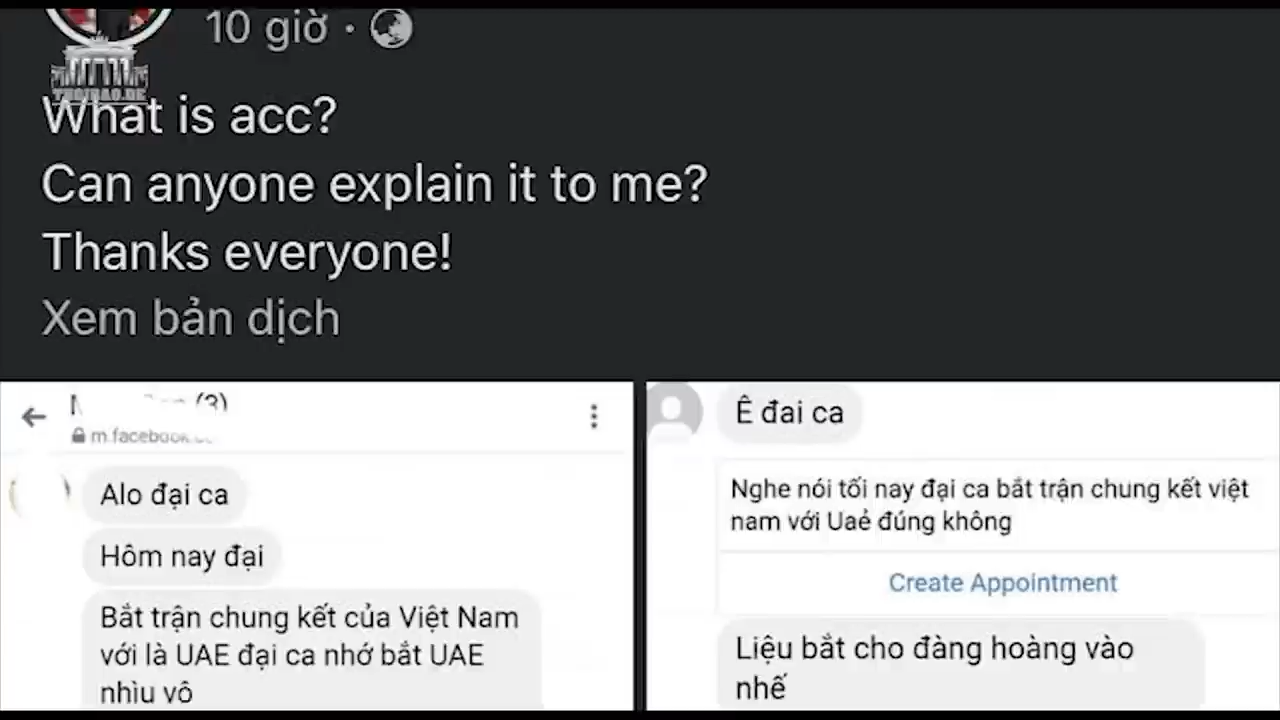 10 giờ ·
THOIBAO.DE
What is acc?
Can anyone explain it to me?
Thanks everyone!
Xem bản dịch
(3)
m.facebook
Alo đại ca
Hôm nay đại
Bắt trận chung kết của Việt Nam
với là UAE đại ca nhớ bắt UAE
nhìu vô
Ê đai ca
Nghe nói tối nay đại ca bắt trận chung kết việt
nam với Uaẻ đúng không
Create Appointment
Liệu bắt cho đàng hoàng vào
nhế